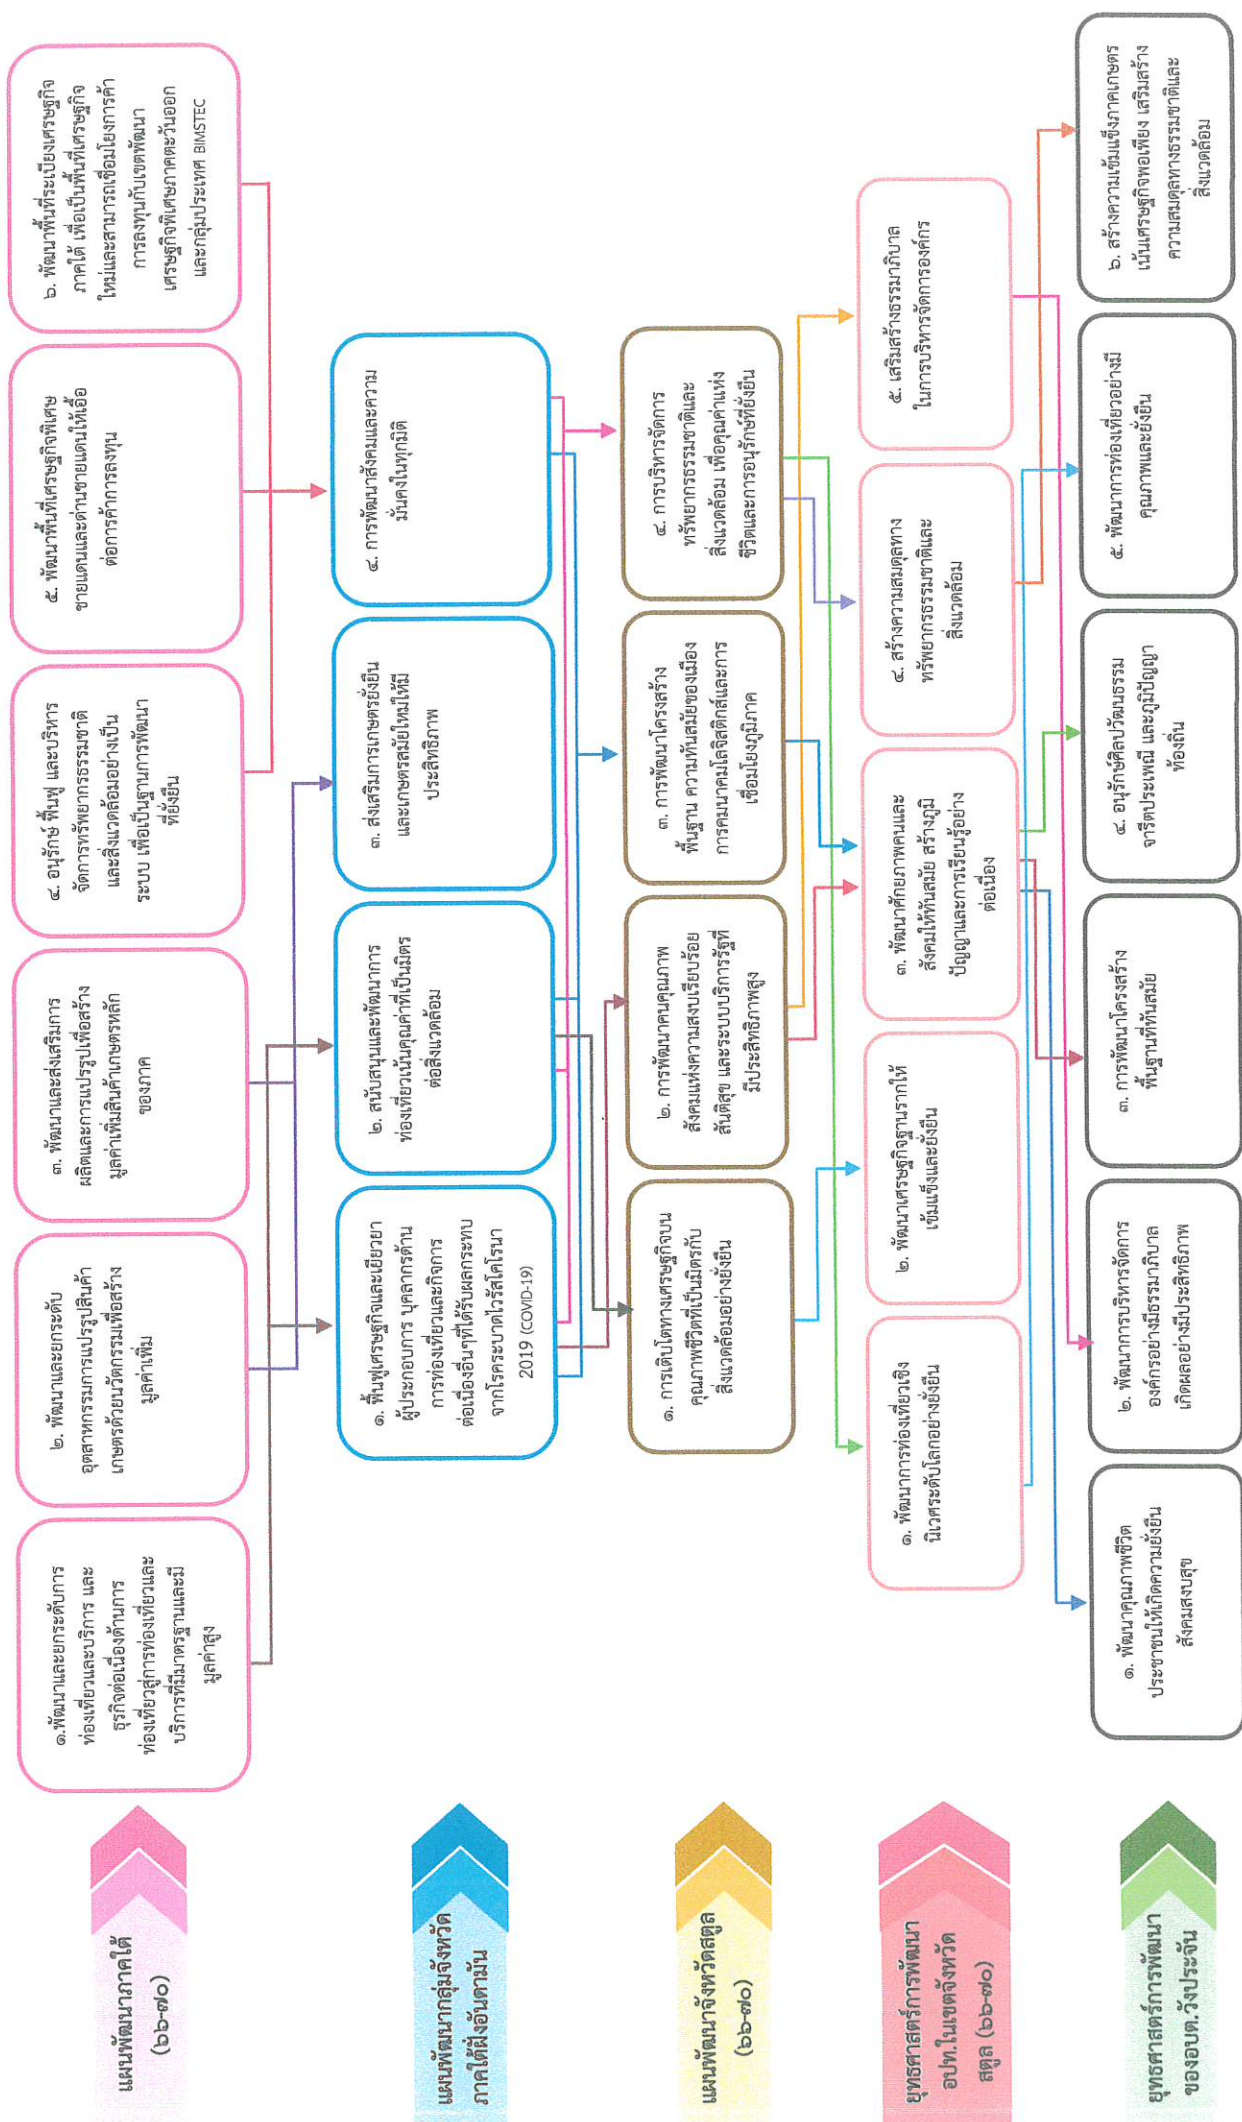 แผนพัฒนาภาคใต้
(๖๖-๗๐)
๑.พัฒนาและยกระดับการ
ท่องเที่ยวและบริการ และ
ธุรกิจต่อเนื่องด้านการ
ท่องเที่ยวสู่การท่องเที่ยวและ
บริการที่มีมาตรฐานและมี
มูลค่าสูง
๒. พัฒนาและยกระดับ
อุตสาหกรรมการแปรรูปสินค้า
เกษตรด้วยนวัตกรรมเพื่อสร้าง
มูลค่าเพิ่ม
๓. พัฒนาและส่งเสริมการ
ผลิตและการแปรรูปเพื่อสร้าง
มูลค่าเพิ่มสินค้าเกษตรหลัก
ของภาค
๔. อนุรักษ์ ฟื้นฟู และบริหาร
จัดการทรัพยากรธรรมชาติ
และสิ่งแวดล้อมอย่างเป็น
ระบบ เพื่อเป็นฐานการพัฒนา
ที่ยั่งยืน
๕. พัฒนาพื้นที่เศรษฐกิจพิเศษ
ชายแดนและด่านชายแดนให้เอื้อ
ต่อการค้าการลงทุน
๖. พัฒนาพื้นที่ระเบียงเศรษฐกิจ
ภาคใต้ เพื่อเป็นพื้นที่เศรษฐกิจ
ใหม่และสามารถเชื่อมโยงการค้า
การลงทุนกับเขตพัฒนา
เศรษฐกิจพิเศษภาคตะวันออก
และกลุ่มประเทศ BIMSTEC
แผนพัฒนากลุ่มจังหวัด
ภาคใต้ฝั่งอันดามัน
๑. ฟื้นฟูเศรษฐกิจและเยียวยา
ผู้ประกอบการ บุคลากรด้าน
การท่องเที่ยวและกิจการ
ต่อเนื่องอื่นๆที่ได้รับผลกระทบ
จากโรคระบาดไวรัสโคโรนา
2019 (COVID-19)
๒. สนับสนุนและพัฒนาการ
ท่องเที่ยวเน้นคุณค่าที่เป็นมิตร
ต่อสิ่งแวดล้อม
๓. ส่งเสริมการเกษตรยั่งยืน
และเกษตรสมัยใหม่ให้มี
ประสิทธิภาพ
๔. การพัฒนาสังคมและความ
มั่นคงในทุกมิติ
แผนพัฒนาจังหวัดสตูล
(๖๖-๗๐)
๑. การเติบโตทางเศรษฐกิจบน
คุณภาพชีวิตที่เป็นมิตรกับ
สิ่งแวดล้อมอย่างยั่งยืน
๒. การพัฒนาคนคุณภาพ
สังคมแห่งความสงบเรียบร้อย
สันติสุข และระบบบริการรัฐที่
มีประสิทธิภาพสูง
๓. การพัฒนาโครงสร้าง
พื้นฐาน ความทันสมัยของเมือง
การคมนาคมโลจิสติกส์และการ
เชื่อมโยงภูมิภาค
๔. การบริหารจัดการ
ทรัพยากรธรรมชาติและ
สิ่งแวดล้อม เพื่อคุณค่าแห่ง
ชีวิตและการอนุรักษ์ที่ยั่งยืน
ยุทธศาสตร์การพัฒนา
อปท.ในเขตจังหวัด
สตูล (๖๖-๗๐)
๑. พัฒนาการท่องเที่ยวเชิง
นิเวศระดับโลกอย่างยั่งยืน
๒. พัฒนาเศรษฐกิจฐานรากให้
เข้มแข็งและยั่งยืน
๓. พัฒนาศักยภาพคนและ
สังคมให้ทันสมัย สร้างภูมิ
ปัญญาและการเรียนรู้อย่าง
ต่อเนื่อง
๔. สร้างความสมดุลทาง
ทรัพยากรธรรมชาติและ
สิ่งแวดล้อม
๕. เสริมสร้างธรรมาภิบาล
ในการบริหารจัดการองค์กร
ยุทธศาสตร์การพัฒนา
ของอบต.วังประจัน
๑. พัฒนาคุณภาพชีวิต
ประชาชนให้เกิดความยั่งยืน
สังคมสงบสุข
๒. พัฒนาการบริหารจัดการ
องค์กรอย่างมีธรรมาภิบาล
เกิดผลอย่างมีประสิทธิภาพ
๓. การพัฒนาโครงสร้าง
พื้นฐานที่ทันสมัย
๔. อนุรักษ์ศิลปวัฒนธรรม
จารีตประเพณี และภูมิปัญญา
ท้องถิ่น
๕. พัฒนาการท่องเที่ยวอย่างมี
คุณภาพและยั่งยืน
๖. สร้างความเข้มแข็งภาคเกษตร
เน้นเศรษฐกิจพอเพียง เสริมสร้าง
ความสมดุลทางธรรมชาติและ
สิ่งแวดล้อม